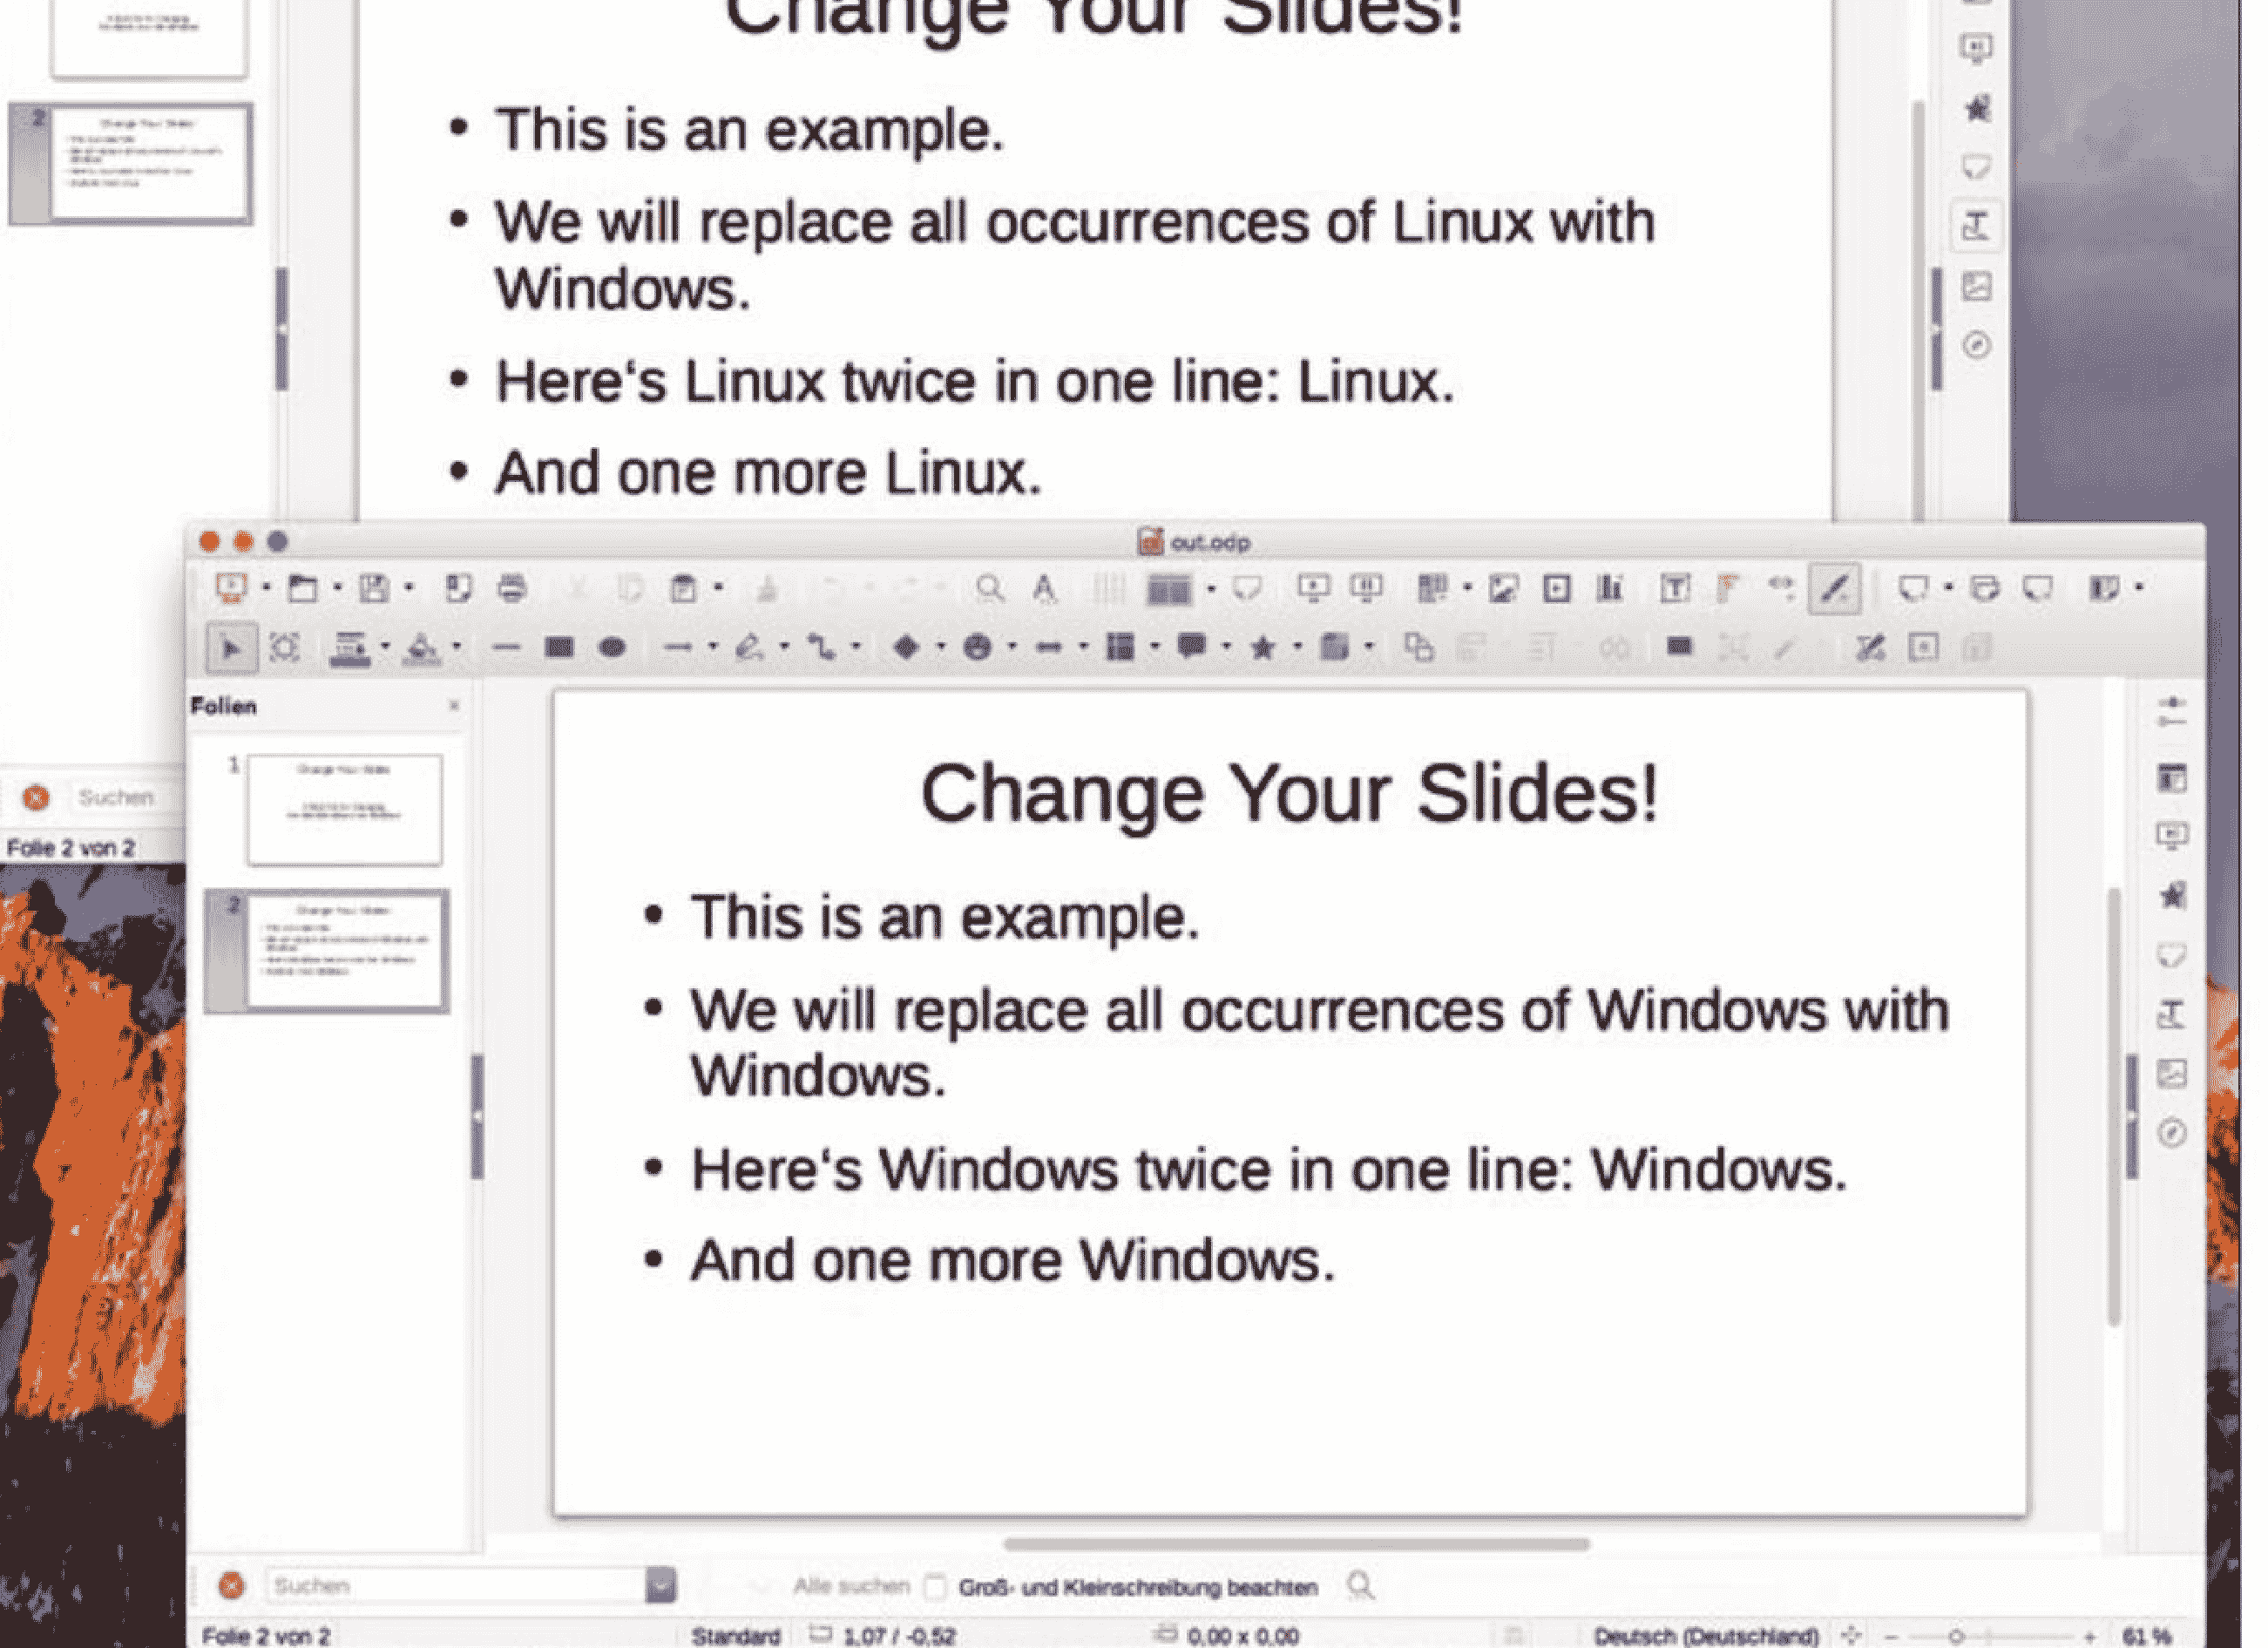 Change Your Slides!
2
• This is an example.
• We will replace all occurrences of Linux with
Windows.
• Here‘s Linux twice in one line: Linux.
• And one more Linux.
Suchen
Folie 2 von 2
out.odp
Folien
1
2
Change Your Slides!
• This is an example.
• We will replace all occurrences of Windows with
Windows.
• Here‘s Windows twice in one line: Windows.
• And one more Windows.
Suchen Alle suchen Groß- und Kleinschreibung beachten
Folie 2 von 2 Standard 1,07 / -0,52 0,00 x 0,00 Deutsch (Deutschland) 61 %